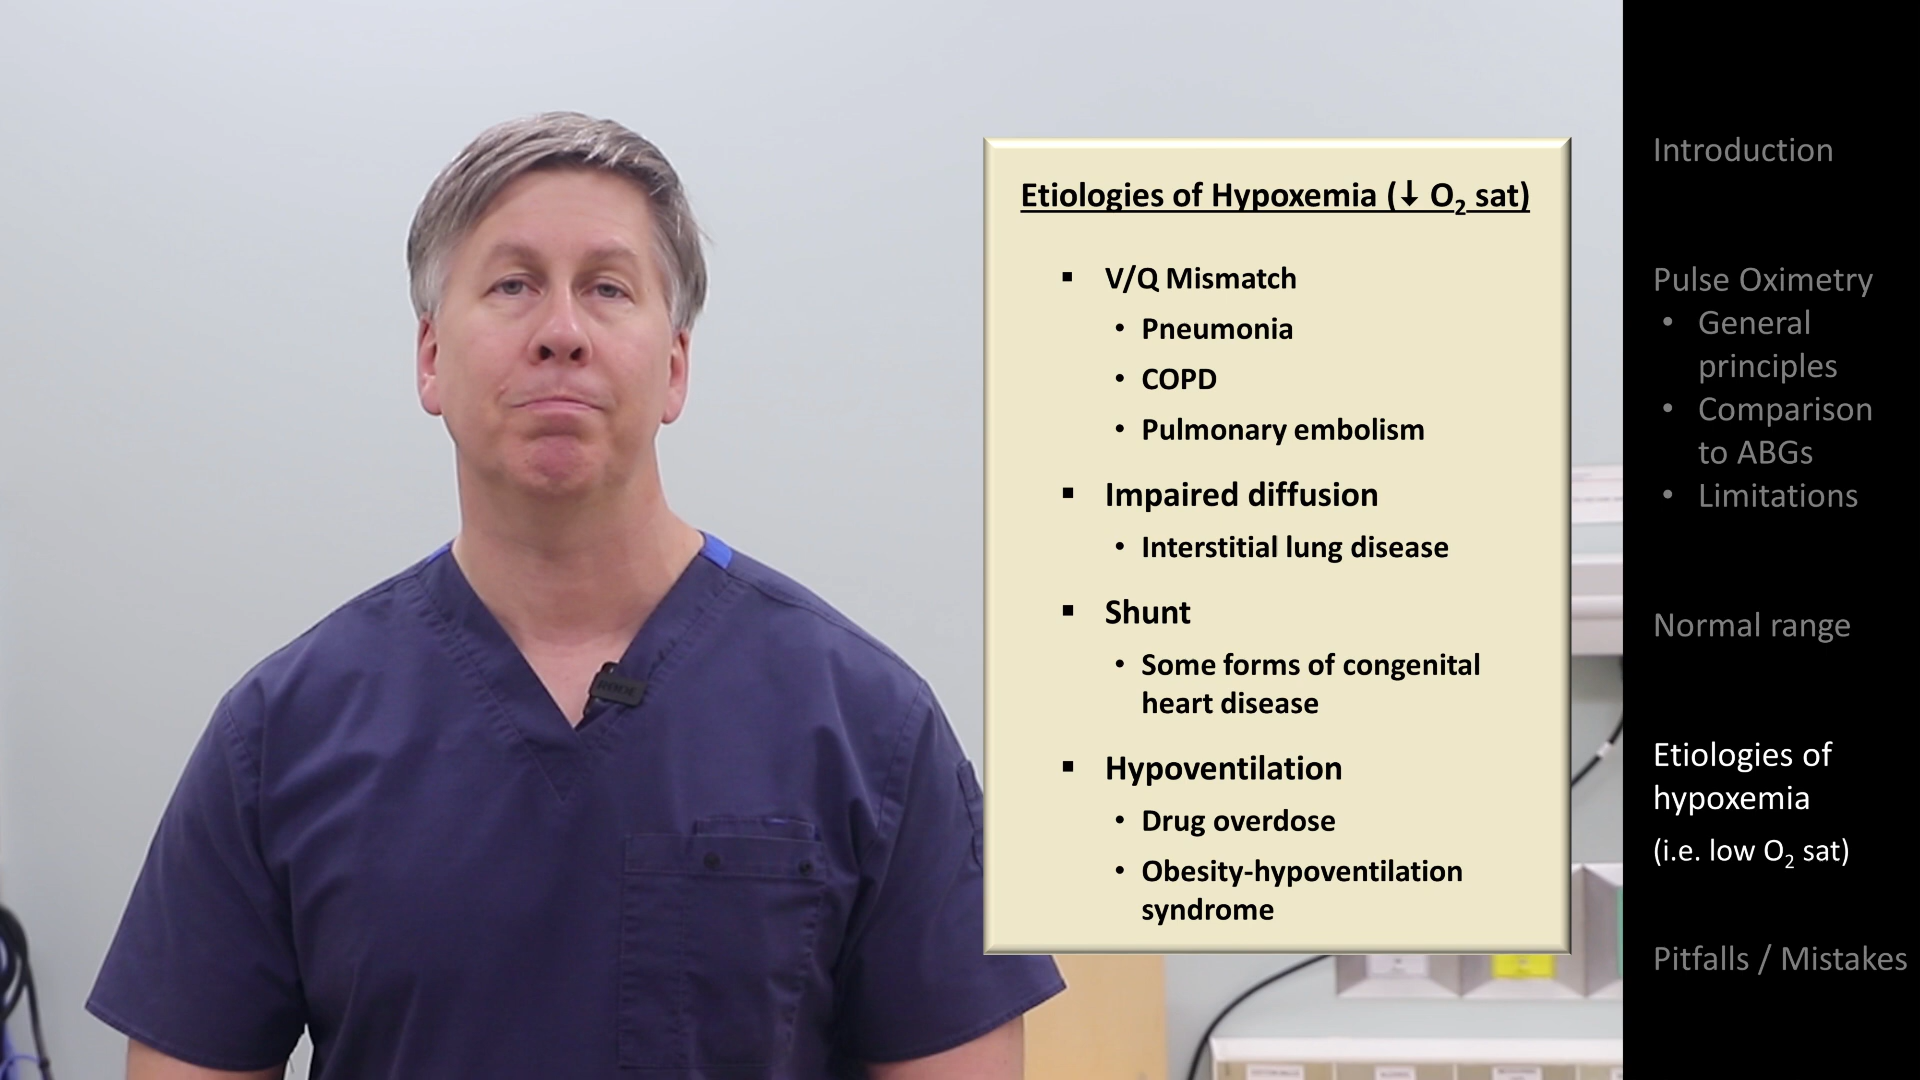 Etiologies of Hypoxemia (↓ O₂ sat)
▪ V/Q Mismatch
• Pneumonia
• COPD
• Pulmonary embolism
▪ Impaired diffusion
• Interstitial lung disease
▪ Shunt
• Some forms of congenital
heart disease
▪ Hypoventilation
• Drug overdose
• Obesity-hypoventilation
syndrome
Introduction
Pulse Oximetry
• General
principles
• Comparison
to ABGs
• Limitations
Normal range
Etiologies of
hypoxemia
(i.e. low O₂ sat)
Pitfalls / Mistakes
RODE